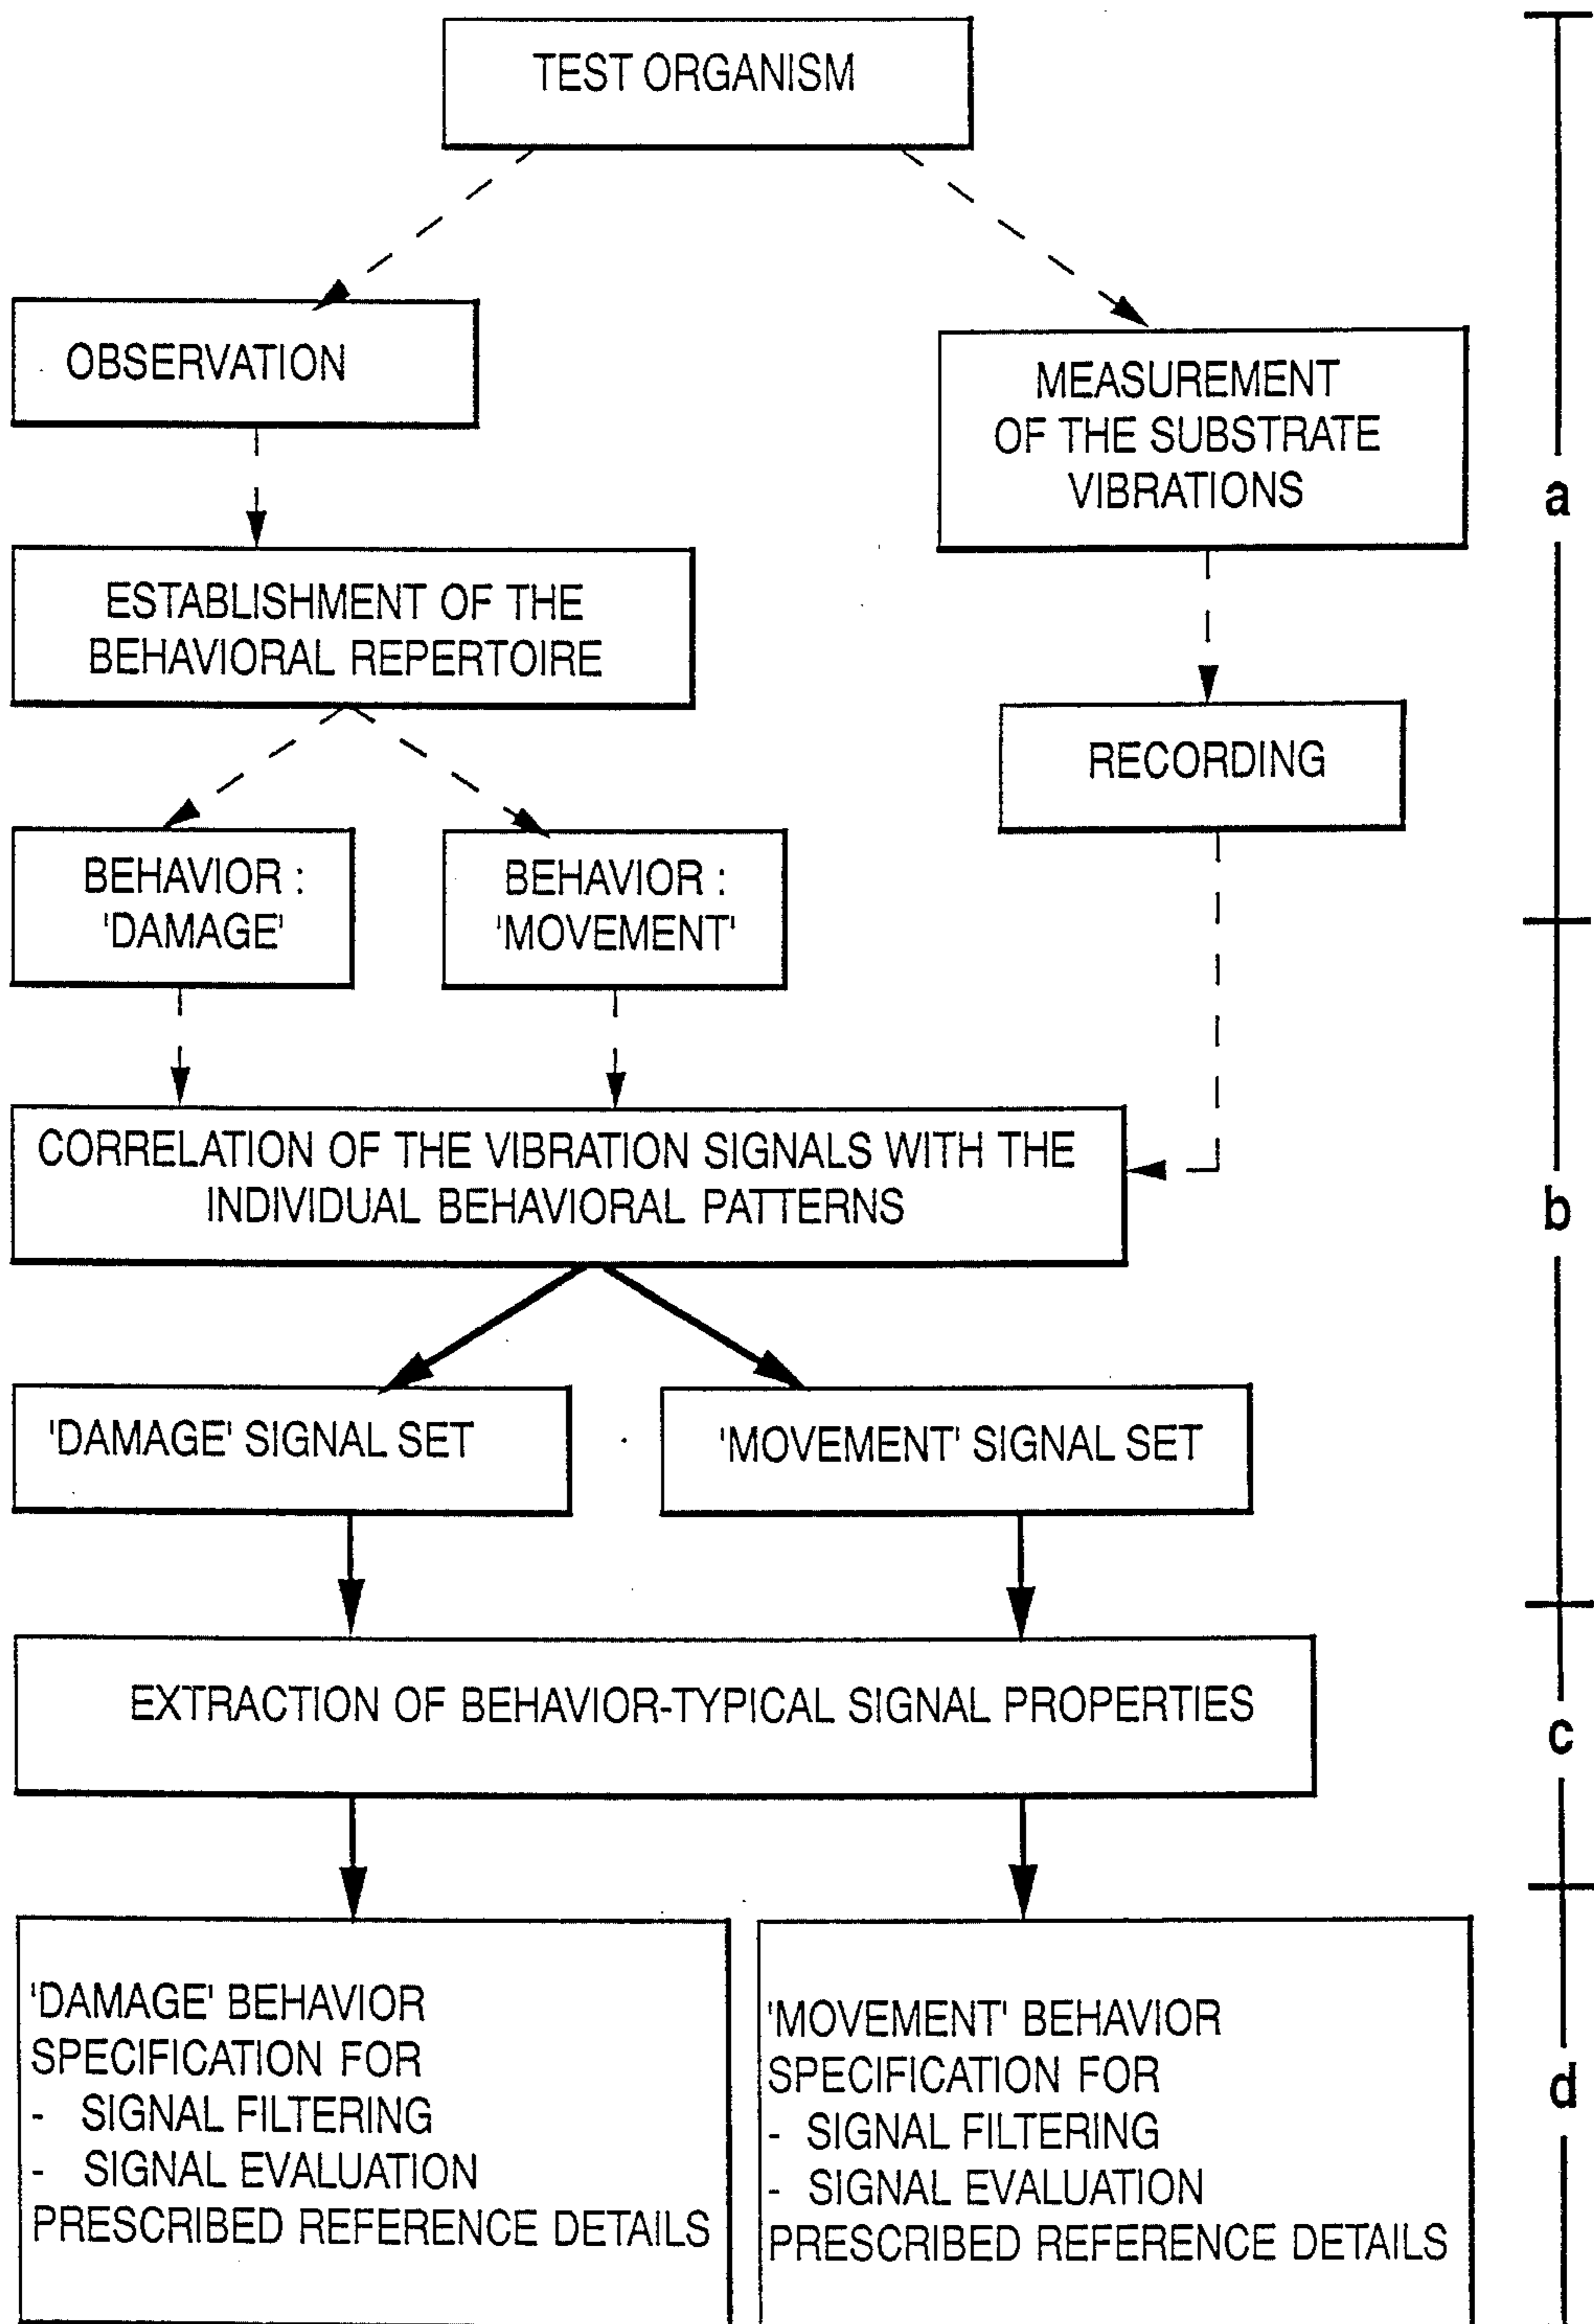 TEST ORGANISM
OBSERVATION
MEASUREMENT
OF THE SUBSTRATE
VIBRATIONS
a
ESTABLISHMENT OF THE
BEHAVIORAL REPERTOIRE
RECORDING
BEHAVIOR :
'DAMAGE'
BEHAVIOR :
'MOVEMENT'
CORRELATION OF THE VIBRATION SIGNALS WITH THE
INDIVIDUAL BEHAVIORAL PATTERNS
b
'DAMAGE' SIGNAL SET
'MOVEMENT' SIGNAL SET
EXTRACTION OF BEHAVIOR-TYPICAL SIGNAL PROPERTIES
c
'DAMAGE' BEHAVIOR
SPECIFICATION FOR
- SIGNAL FILTERING
- SIGNAL EVALUATION
PRESCRIBED REFERENCE DETAILS
'MOVEMENT' BEHAVIOR
SPECIFICATION FOR
- SIGNAL FILTERING
- SIGNAL EVALUATION
PRESCRIBED REFERENCE DETAILS
d